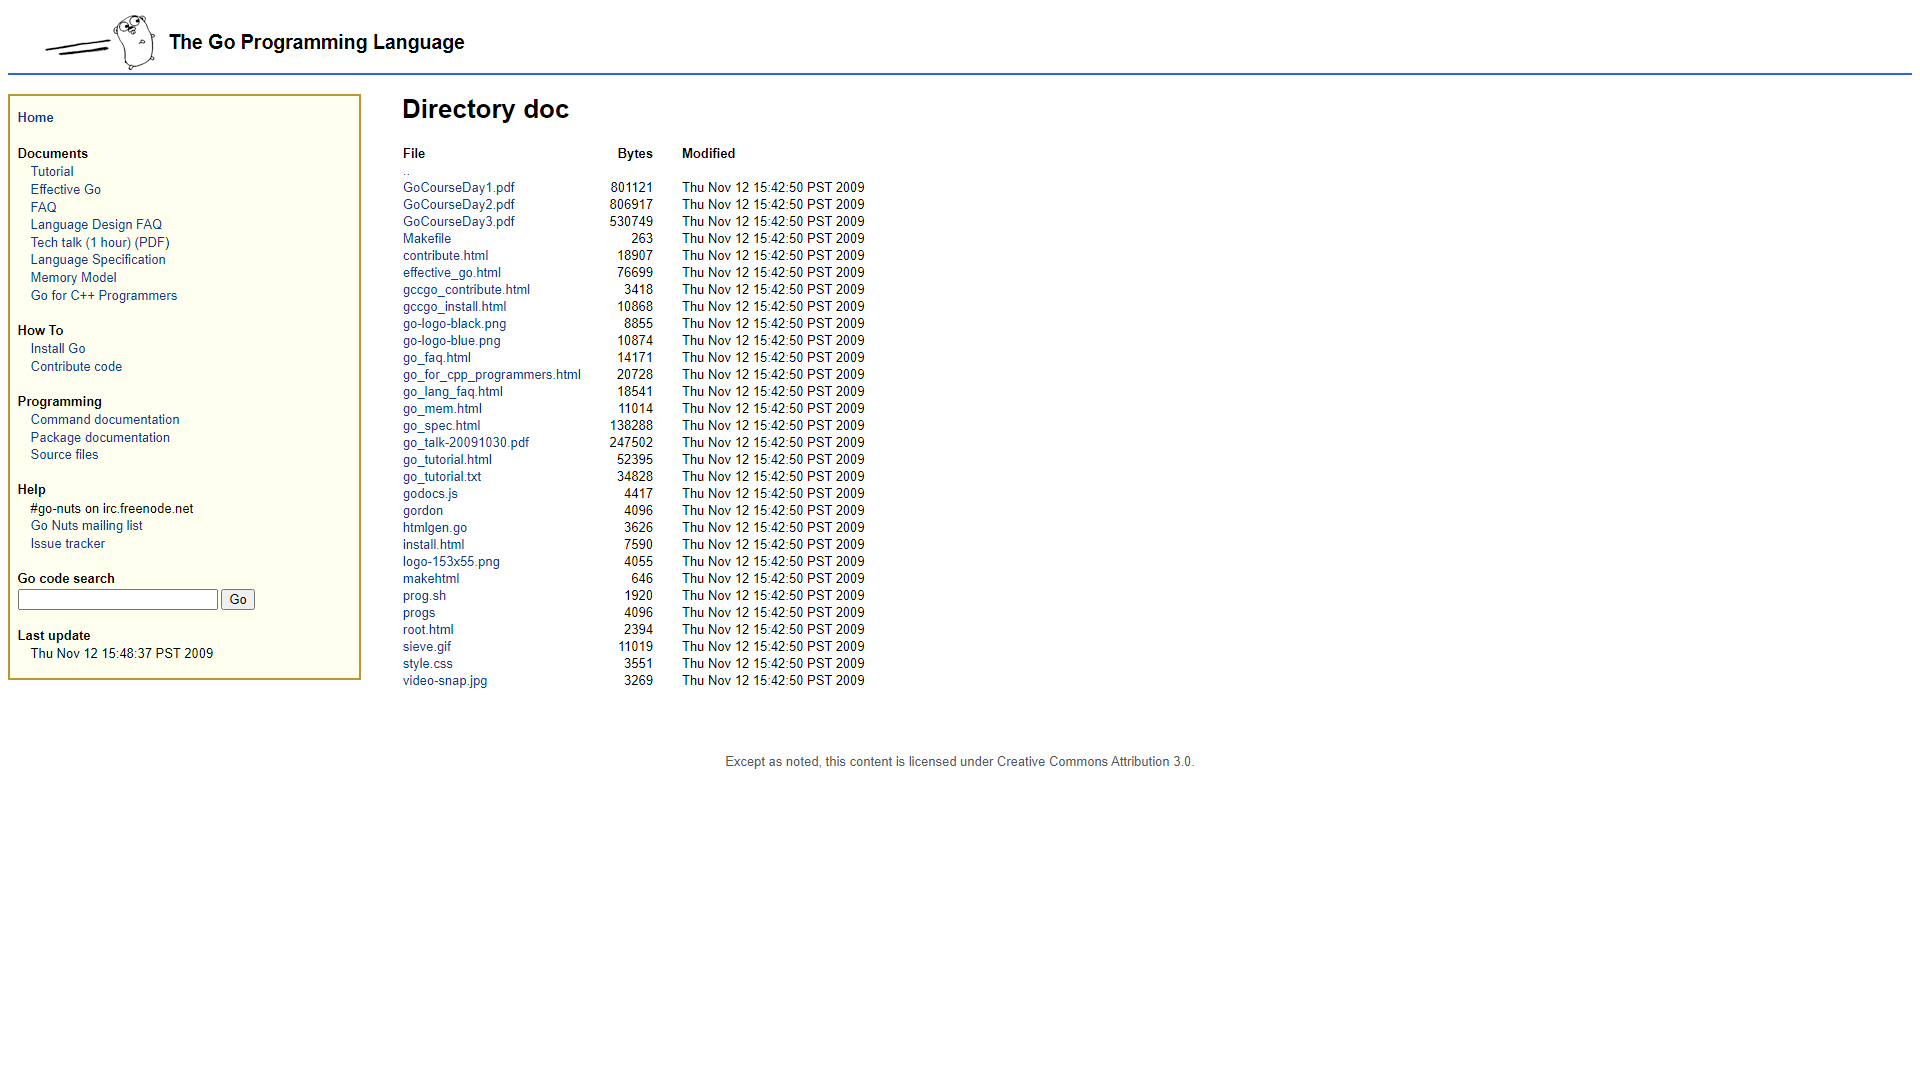 The Go Programming Language
Home
Documents
Tutorial
Effective Go
FAQ
Language Design FAQ
Tech talk (1 hour) (PDF)
Language Specification
Memory Model
Go for C++ Programmers
How To
Install Go
Contribute code
Programming
Command documentation
Package documentation
Source files
Help
#go-nuts on irc.freenode.net
Go Nuts mailing list
Issue tracker
Go code search
Go
Last update
Thu Nov 12 15:48:37 PST 2009
Directory doc
File Bytes Modified
..
GoCourseDay1.pdf 801121 Thu Nov 12 15:42:50 PST 2009
GoCourseDay2.pdf 806917 Thu Nov 12 15:42:50 PST 2009
GoCourseDay3.pdf 530749 Thu Nov 12 15:42:50 PST 2009
Makefile 263 Thu Nov 12 15:42:50 PST 2009
contribute.html 18907 Thu Nov 12 15:42:50 PST 2009
effective_go.html 76699 Thu Nov 12 15:42:50 PST 2009
gccgo_contribute.html 3418 Thu Nov 12 15:42:50 PST 2009
gccgo_install.html 10868 Thu Nov 12 15:42:50 PST 2009
go-logo-black.png 8855 Thu Nov 12 15:42:50 PST 2009
go-logo-blue.png 10874 Thu Nov 12 15:42:50 PST 2009
go_faq.html 14171 Thu Nov 12 15:42:50 PST 2009
go_for_cpp_programmers.html 20728 Thu Nov 12 15:42:50 PST 2009
go_lang_faq.html 18541 Thu Nov 12 15:42:50 PST 2009
go_mem.html 11014 Thu Nov 12 15:42:50 PST 2009
go_spec.html 138288 Thu Nov 12 15:42:50 PST 2009
go_talk-20091030.pdf 247502 Thu Nov 12 15:42:50 PST 2009
go_tutorial.html 52395 Thu Nov 12 15:42:50 PST 2009
go_tutorial.txt 34828 Thu Nov 12 15:42:50 PST 2009
godocs.js 4417 Thu Nov 12 15:42:50 PST 2009
gordon 4096 Thu Nov 12 15:42:50 PST 2009
htmlgen.go 3626 Thu Nov 12 15:42:50 PST 2009
install.html 7590 Thu Nov 12 15:42:50 PST 2009
logo-153x55.png 4055 Thu Nov 12 15:42:50 PST 2009
makehtml 646 Thu Nov 12 15:42:50 PST 2009
prog.sh 1920 Thu Nov 12 15:42:50 PST 2009
progs 4096 Thu Nov 12 15:42:50 PST 2009
root.html 2394 Thu Nov 12 15:42:50 PST 2009
sieve.gif 11019 Thu Nov 12 15:42:50 PST 2009
style.css 3551 Thu Nov 12 15:42:50 PST 2009
video-snap.jpg 3269 Thu Nov 12 15:42:50 PST 2009
Except as noted, this content is licensed under Creative Commons Attribution 3.0.